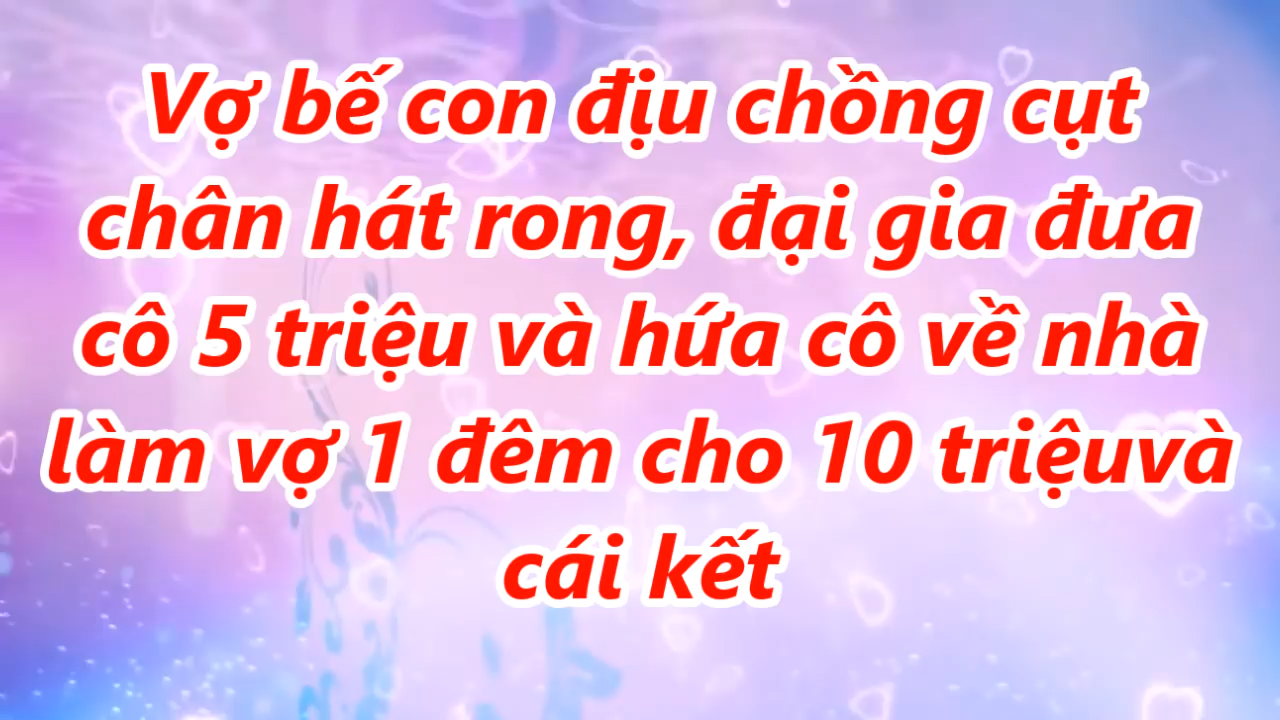 Vợ bế con địu chồng cụt
chân hát rong, đại gia đưa
cô 5 triệu và hứa cô về nhà
làm vợ 1 đêm cho 10 triệuvà
cái kết